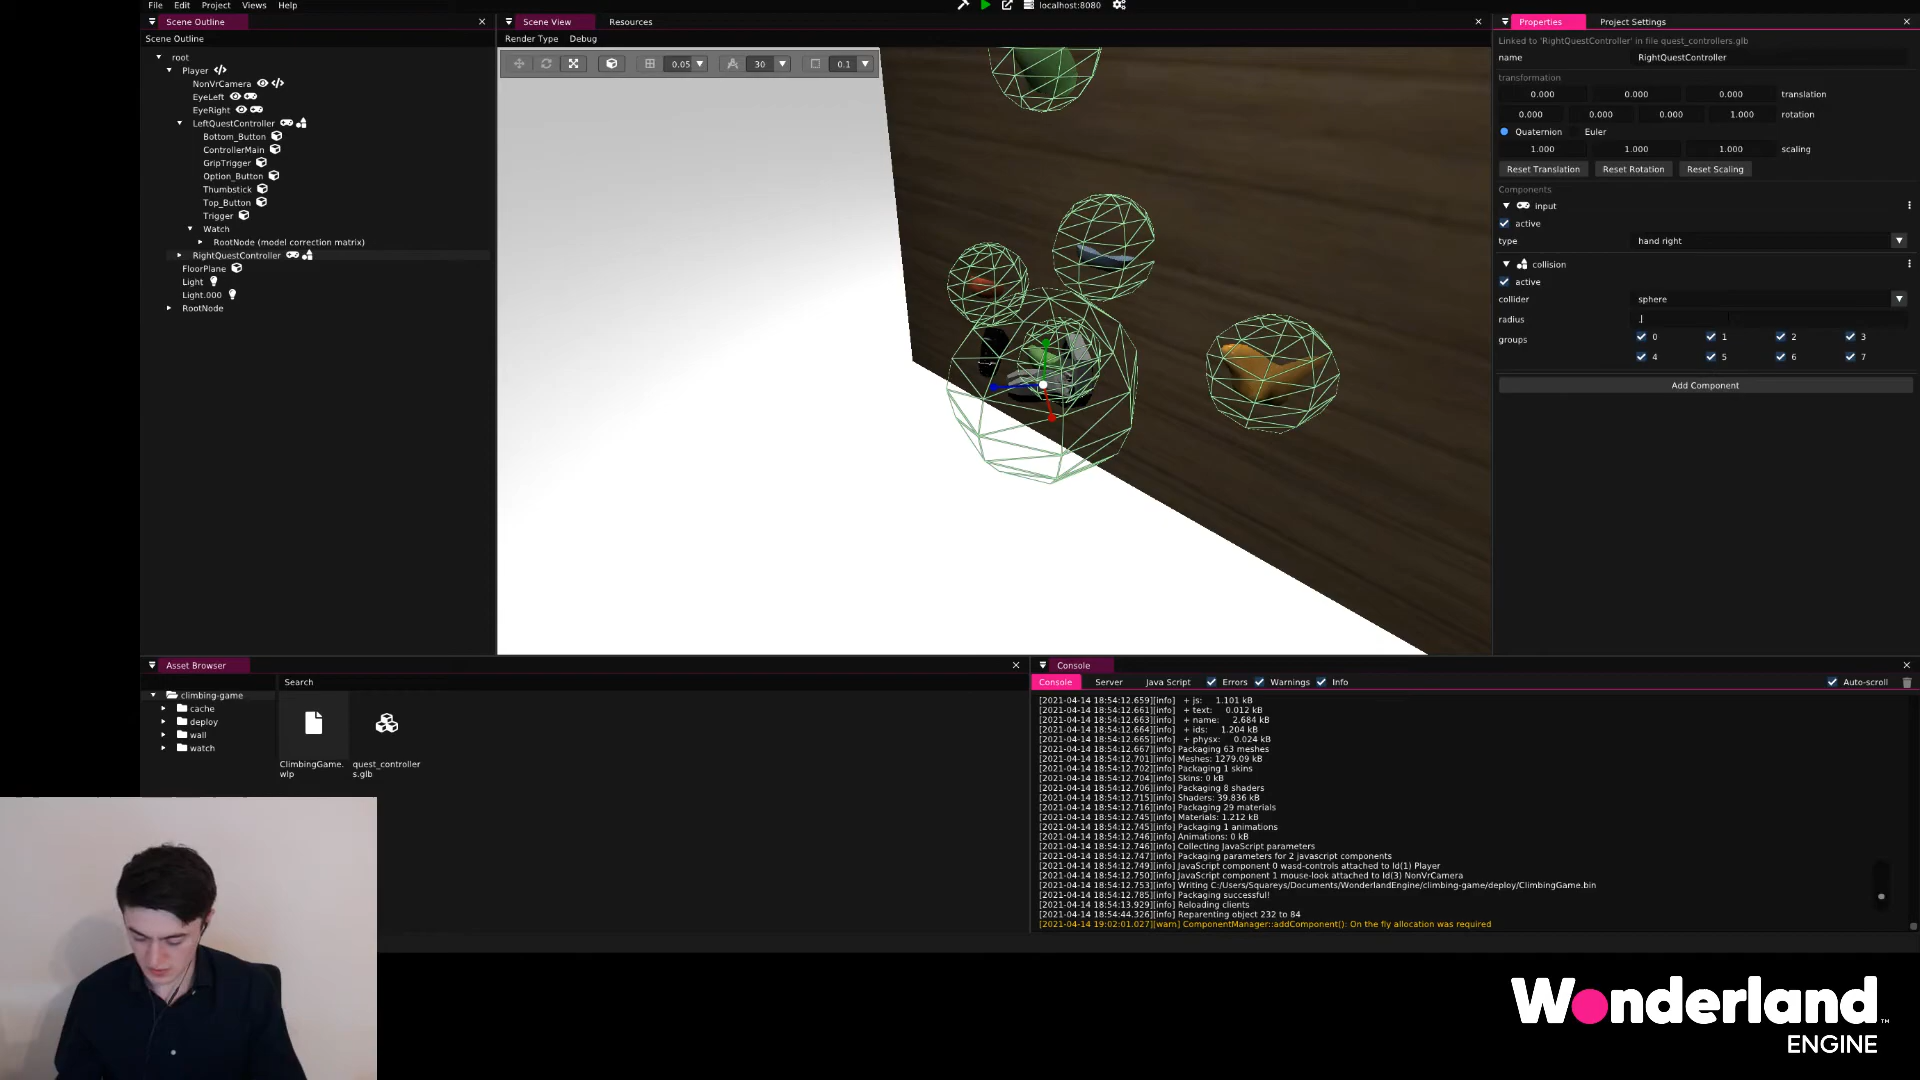 File Edit Project Views Help
localhost:8080
Scene Outline
Scene Outline
root
Player
NonVrCamera
EyeLeft
EyeRight
LeftQuestController
Bottom_Button
ControllerMain
GripTrigger
Option_Button
Thumbstick
Top_Button
Trigger
Watch
RootNode (model correction matrix)
RightQuestController
FloorPlane
Light
Light.000
RootNode
Scene View Resources
Render Type Debug
0.05 30 0.1
Properties Project Settings
Linked to 'RightQuestController' in file quest_controllers.glb
name RightQuestController
transformation
0.000 0.000 0.000 translation
0.000 0.000 0.000 1.000 rotation
Quaternion Euler
1.000 1.000 1.000 scaling
Reset Translation Reset Rotation Reset Scaling
Components
input
active
type hand right
collision
active
collider sphere
radius .
groups 0 1 2 3
4 5 6 7
Add Component
Asset Browser
Search
climbing-game
cache
deploy
wall
watch
ClimbingGame.
wlp
quest_controller
s.glb
Console
Console Server Java Script Errors Warnings Info Auto-scroll
[2021-04-14 18:54:12.659][info] + js: 1.101 kB
[2021-04-14 18:54:12.661][info] + text: 0.012 kB
[2021-04-14 18:54:12.663][info] + name: 2.684 kB
[2021-04-14 18:54:12.664][info] + ids: 1.204 kB
[2021-04-14 18:54:12.665][info] + physx: 0.024 kB
[2021-04-14 18:54:12.667][info] Packaging 63 meshes
[2021-04-14 18:54:12.701][info] Meshes: 1279.09 kB
[2021-04-14 18:54:12.702][info] Packaging 1 skins
[2021-04-14 18:54:12.704][info] Skins: 0 kB
[2021-04-14 18:54:12.706][info] Packaging 8 shaders
[2021-04-14 18:54:12.715][info] Shaders: 39.836 kB
[2021-04-14 18:54:12.716][info] Packaging 29 materials
[2021-04-14 18:54:12.745][info] Materials: 1.212 kB
[2021-04-14 18:54:12.745][info] Packaging 1 animations
[2021-04-14 18:54:12.746][info] Animations: 0 kB
[2021-04-14 18:54:12.746][info] Collecting JavaScript parameters
[2021-04-14 18:54:12.747][info] Packaging parameters for 2 javascript components
[2021-04-14 18:54:12.749][info] JavaScript component 0 wasd-controls attached to Id(1) Player
[2021-04-14 18:54:12.750][info] JavaScript component 1 mouse-look attached to Id(3) NonVrCamera
[2021-04-14 18:54:12.753][info] Writing C:/Users/Squareys/Documents/WonderlandEngine/climbing-game/deploy/ClimbingGame.bin
[2021-04-14 18:54:12.785][info] Packaging successful!
[2021-04-14 18:54:13.929][info] Reloading clients
[2021-04-14 18:54:44.326][info] Reparenting object 232 to 84
[2021-04-14 19:02:01.027][warn] ComponentManager::addComponent(): On the fly allocation was required
Wonderland™
ENGINE